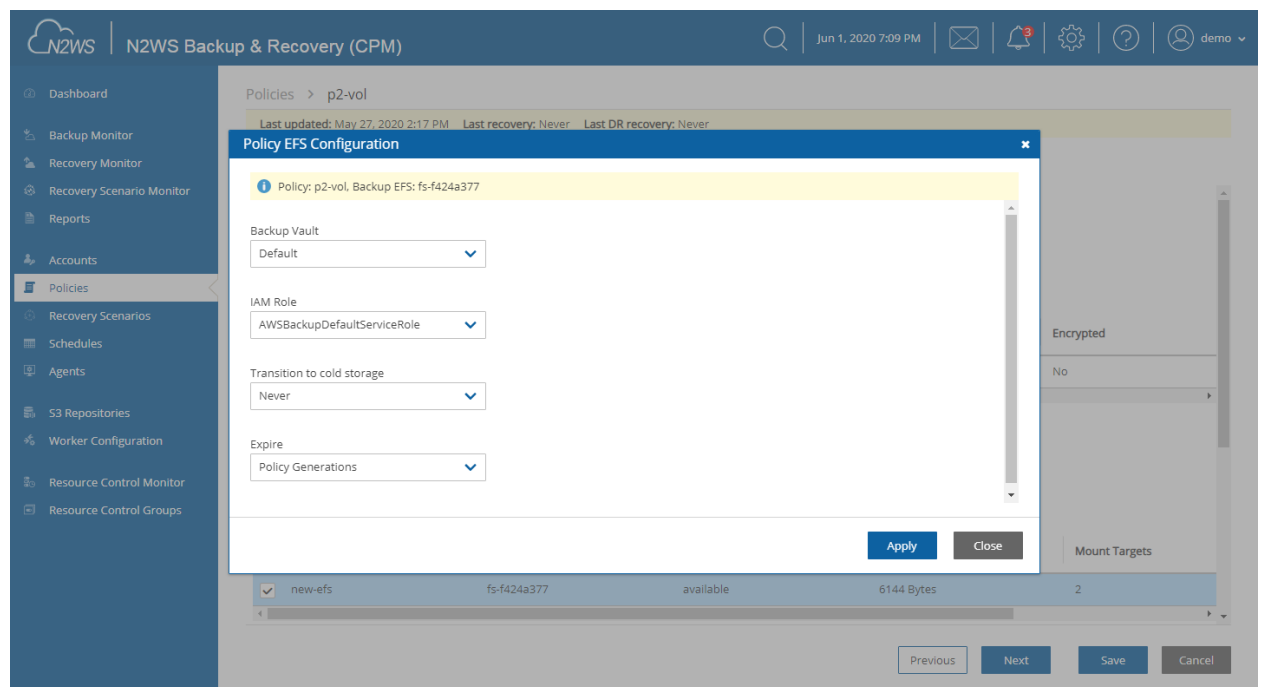 N2WS
N2WS Backup & Recovery (CPM)
Jun 1, 2020 7:09 PM
3
?
demo
Dashboard
Backup Monitor
Recovery Monitor
Recovery Scenario Monitor
Reports
Accounts
Policies
Recovery Scenarios
Schedules
Agents
S3 Repositories
Worker Configuration
Resource Control Monitor
Resource Control Groups
Policies > p2-vol
Last updated: May 27, 2020 2:17 PM Last recovery: Never Last DR recovery: Never
Policy EFS Configuration
Policy: p2-vol, Backup EFS: fs-f424a377
Backup Vault
Default
IAM Role
AWSBackupDefaultServiceRole
Transition to cold storage
Never
Expire
Policy Generations
Apply Close
Encrypted
No
Mount Targets
new-efs fs-f424a377 available 6144 Bytes 2
Previous Next Save Cancel